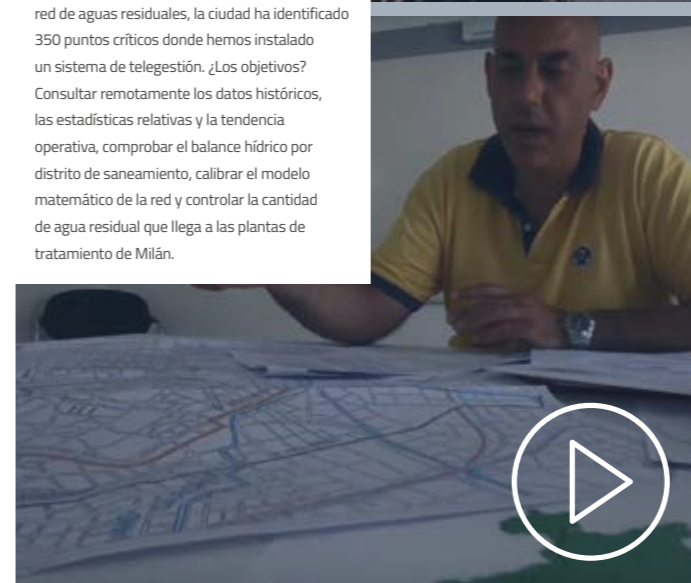 red de aguas residuales, la ciudad ha identificado
350 puntos críticos donde hemos instalado
un sistema de telegestión. ¿Los objetivos?
Consultar remotamente los datos históricos,
las estadísticas relativas y la tendencia
operativa, comprobar el balance hídrico por
distrito de saneamiento, calibrar el modelo
matemático de la red y controlar la cantidad
de agua residual que llega a las plantas de
tratamiento de Milán.